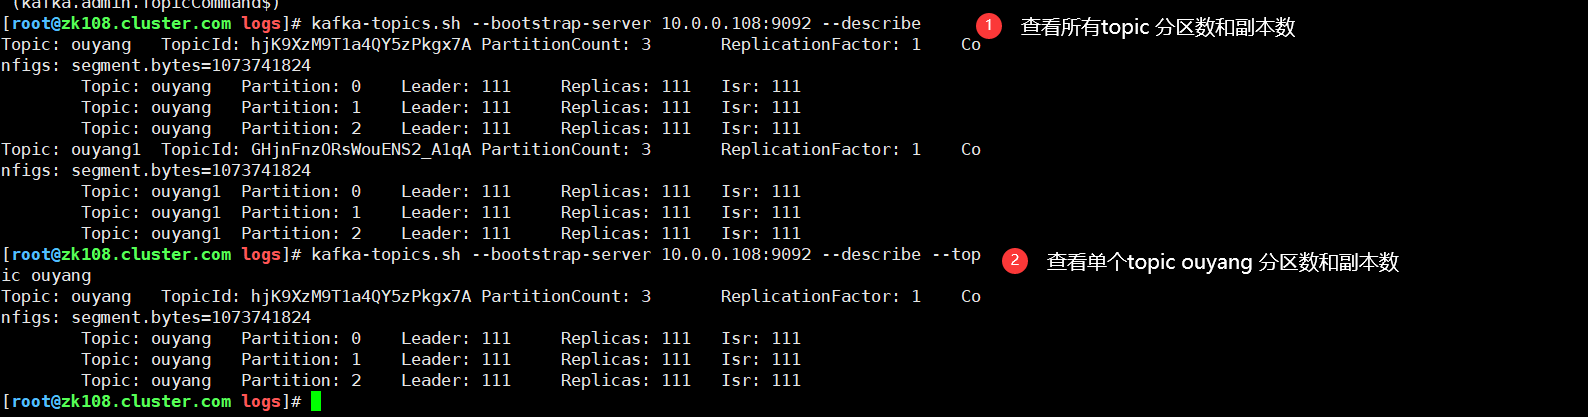 (kafka.admin.TopicCommand$)
[root@zk108.cluster.com logs]# kafka-topics.sh --bootstrap-server 10.0.0.108:9092 --describe 1 查看所有topic 分区数和副本数
Topic: ouyang TopicId: hjK9XzM9T1a4QY5zPkgx7A PartitionCount: 3 ReplicationFactor: 1 Co
nfigs: segment.bytes=1073741824
Topic: ouyang Partition: 0 Leader: 111 Replicas: 111 Isr: 111
Topic: ouyang Partition: 1 Leader: 111 Replicas: 111 Isr: 111
Topic: ouyang Partition: 2 Leader: 111 Replicas: 111 Isr: 111
Topic: ouyang1 TopicId: GHjnFnzORsWouENS2_A1qA PartitionCount: 3 ReplicationFactor: 1 Co
nfigs: segment.bytes=1073741824
Topic: ouyang1 Partition: 0 Leader: 111 Replicas: 111 Isr: 111
Topic: ouyang1 Partition: 1 Leader: 111 Replicas: 111 Isr: 111
Topic: ouyang1 Partition: 2 Leader: 111 Replicas: 111 Isr: 111
[root@zk108.cluster.com logs]# kafka-topics.sh --bootstrap-server 10.0.0.108:9092 --describe --top 2 查看单个topic ouyang 分区数和副本数
ic ouyang
Topic: ouyang TopicId: hjK9XzM9T1a4QY5zPkgx7A PartitionCount: 3 ReplicationFactor: 1 Co
nfigs: segment.bytes=1073741824
Topic: ouyang Partition: 0 Leader: 111 Replicas: 111 Isr: 111
Topic: ouyang Partition: 1 Leader: 111 Replicas: 111 Isr: 111
Topic: ouyang Partition: 2 Leader: 111 Replicas: 111 Isr: 111
[root@zk108.cluster.com logs]#